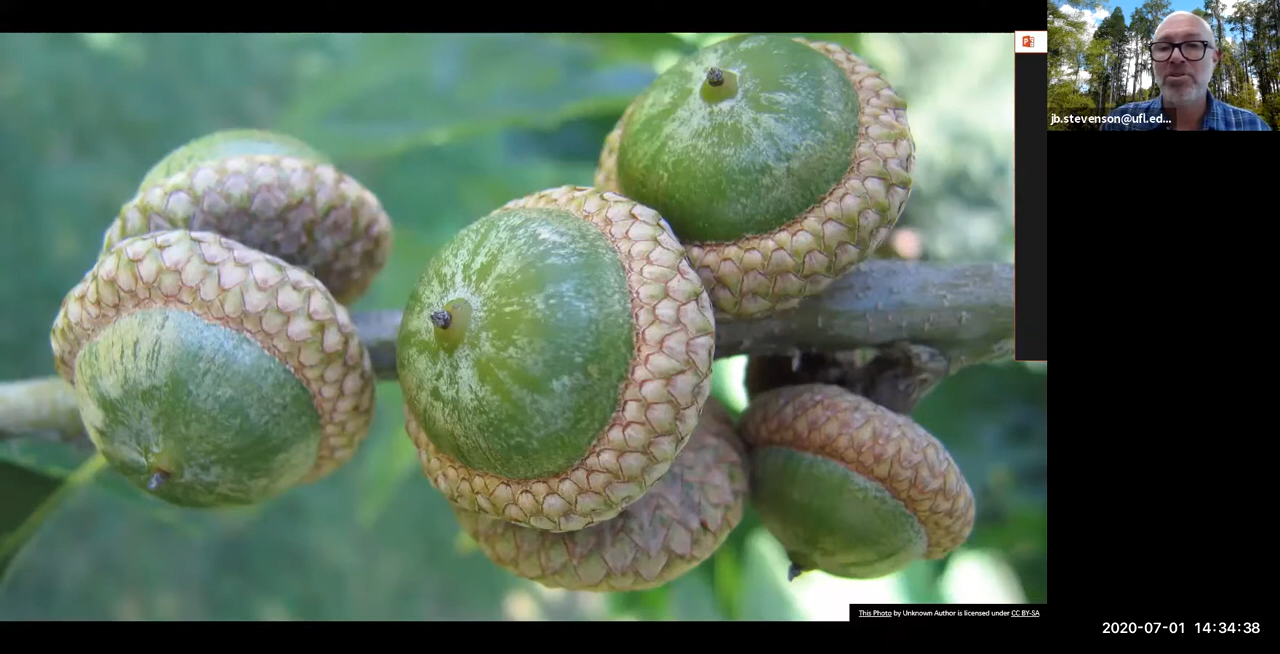 jb.stevenson@ufl.ed...
This Photo by Unknown Author is licensed under CC BY-SA
2020-07-01 14:34:38